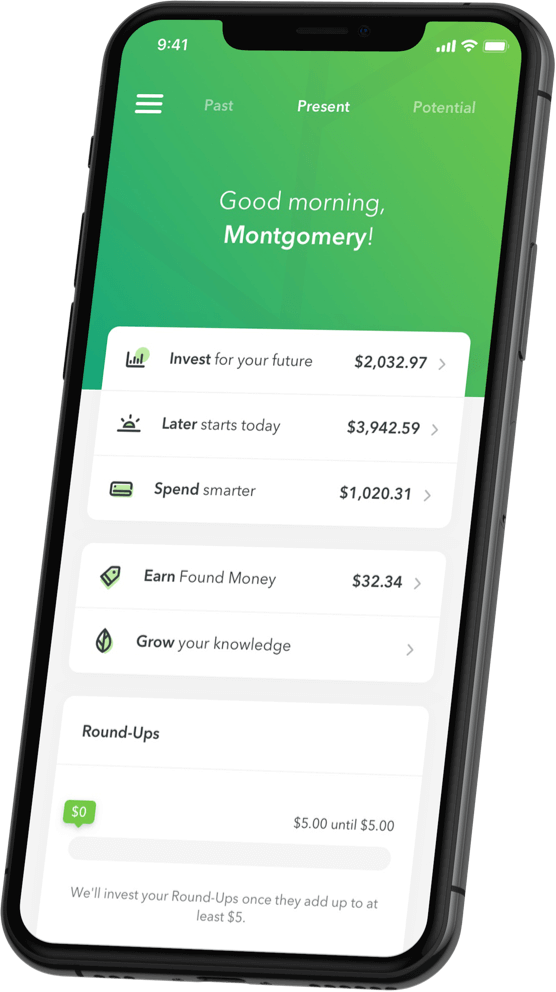 9:41
Past Present Potential
Good morning,
Montgomery!
Invest for your future $2,032.97
Later starts today $3,942.59
Spend smarter $1,020.31
Earn Found Money $32.34
Grow your knowledge
Round-Ups
$0
$5.00 until $5.00
We'll invest your Round-Ups once they add up to at
least $5.